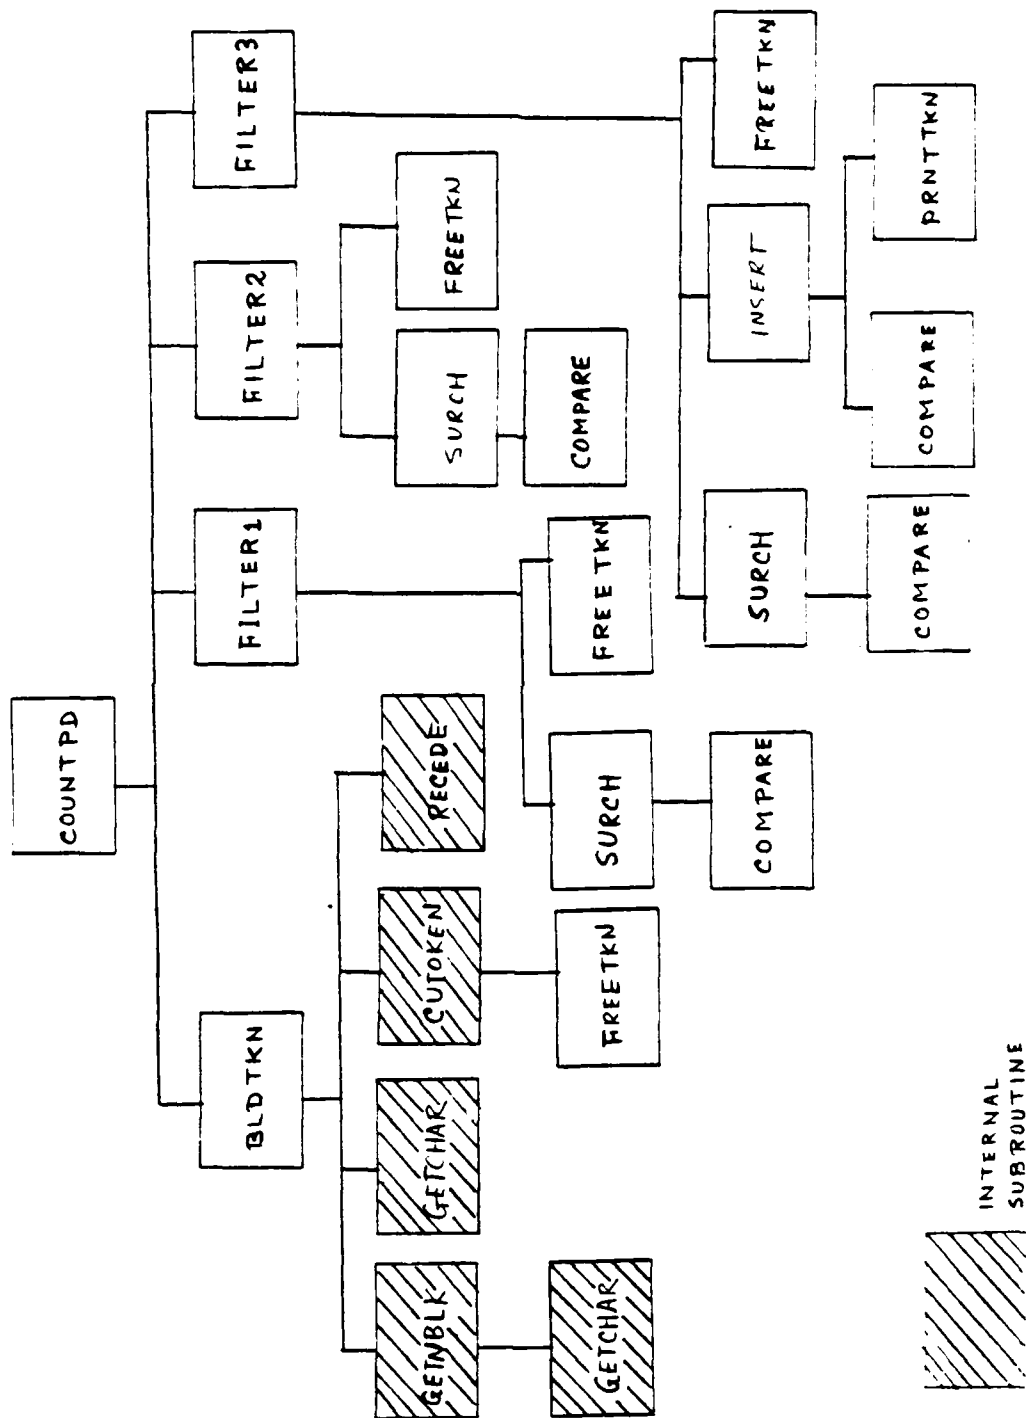 COUNTPD
BLDTKN
FILTER1
FILTER2
FILTER3
GETNBLK
GETCHAR
CUTOKEN
RECEDE
SURCH
FREETKN
GETCHAR
FREETKN
SURCH
FREETKN
COMPARE
COMPARE
SURCH
INSERT
FREETKN
COMPARE
COMPARE
PRNTTKN
INTERNAL
SUBROUTINE